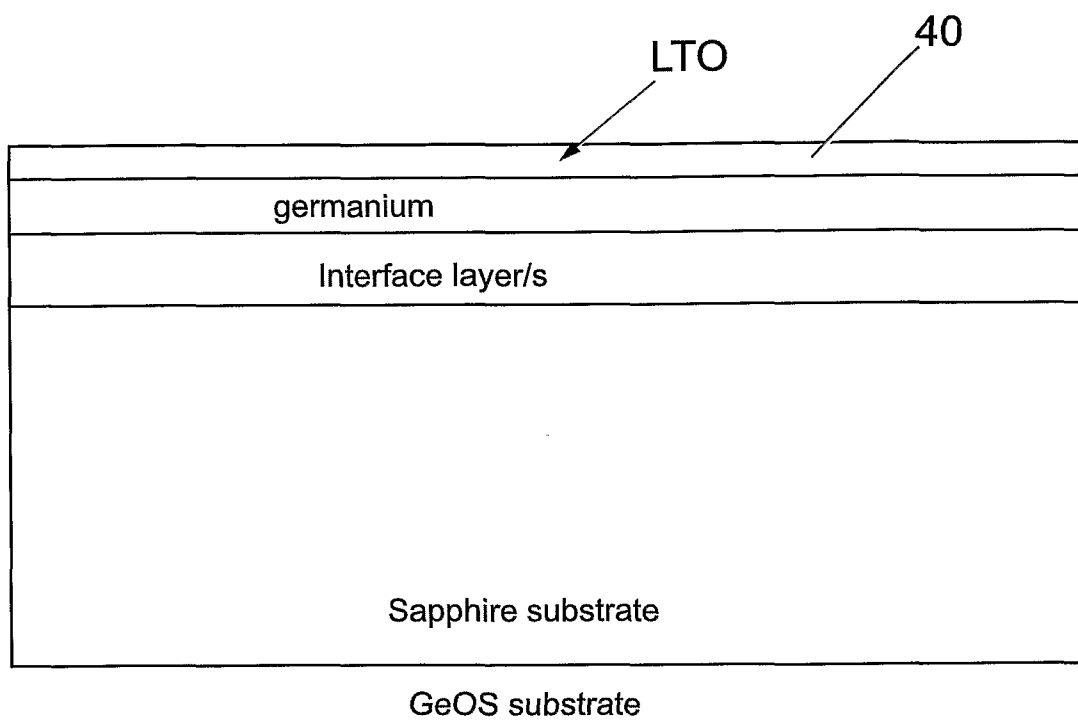 LTO
40
germanium
Interface layer/s
Sapphire substrate
GeOS substrate